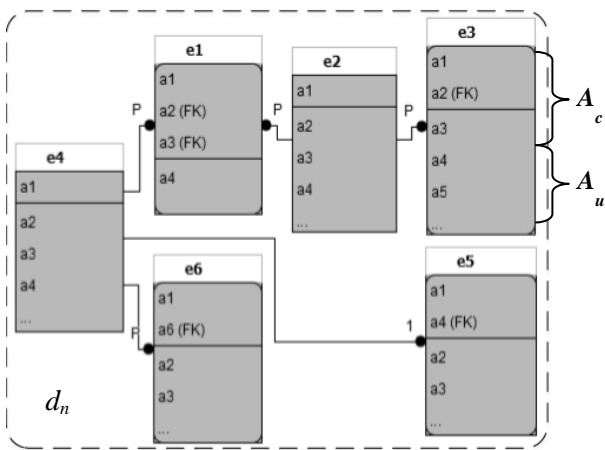 e1
a1
a2 (FK)
a3 (FK)
a4
e2
a1
a2
a3
a4
...
e3
a1
a2 (FK)
a3
a4
a5
...
A c
A u
P
P
P
e4
a1
a2
a3
a4
...
e6
a1
a6 (FK)
a2
a3
...
e5
a1
a4 (FK)
a2
a3
...
P
1
dn